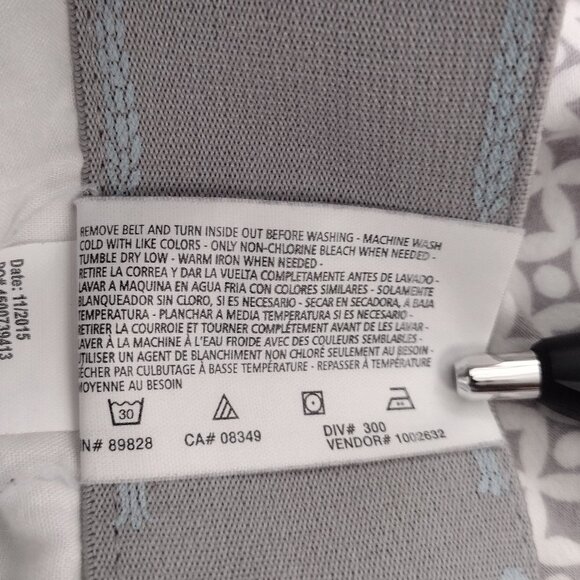 REMOVE BELT AND TURN INSIDE OUT BEFORE WASHING - MACHINE WASH
COLD WITH LIKE COLORS - ONLY NON-CHLORINE BLEACH WHEN NEEDED -
TUMBLE DRY LOW - WARM IRON WHEN NEEDED -
RETIRE LA CORREA Y DAR LA VUELTA COMPLETAMENTE ANTES DE LAVADO -
LAVAR A MAQUINA EN AGUA FRIA CON COLORES SIMILARES - SOLAMENTE
BLANQUEADOR SIN CLORO, SI ES NECESARIO - SECAR EN SECADORA, A BAJA
TEMPERATURA - PLANCHAR A MEDIA TEMPERATURA SI ES NECESARIO -
RETIRER LA COURROIE ET TOURNER COMPLÈTEMENT AVANT DE LES LAVAR -
LAVER À LA MACHINE À L'EAU FROIDE AVEC DES COULEURS SEMBLABLES -
UTILISER UN AGENT DE BLANCHIMENT NON CHLORÉ SEULEMENT AU BESOIN -
SÉCHER PAR CULBUTAGE À BASSE TEMPÉRATURE - REPASSER À TEMPÉRATURE
MOYENNE AU BESOIN
30
N# 89828 CA# 08349 DIV# 300
VENDOR# 1002632
Date: 11/2015
PO# 4500739413